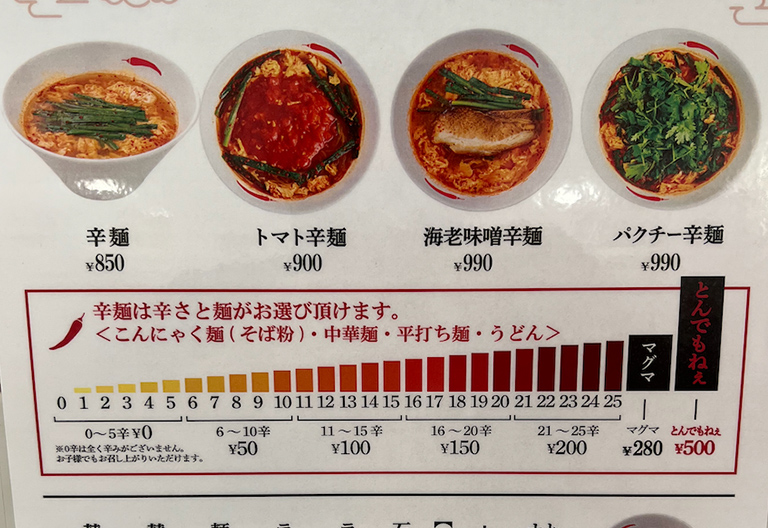 辛麺 トマト辛麺 海老味噌辛麺 パクチー辛麺
¥850 ¥900 ¥990 ¥990
辛麺は辛さと麺がお選び頂けます。
＜こんにゃく麺(そば粉)・中華麺・平打ち麺・うどん＞
マグマ
とんでもねぇ
0 1 2 3 4 5 6 7 8 9 10 11 12 13 14 15 16 17 18 19 20 21 22 23 24 25
0〜5辛¥0 6〜10辛 11〜15辛 16〜20辛 21〜25辛 マグマ とんでもねぇ
¥50 ¥100 ¥150 ¥200 ¥280 ¥500
※0辛は全く辛みがございません。
お子様でもお召し上がりいただけます。